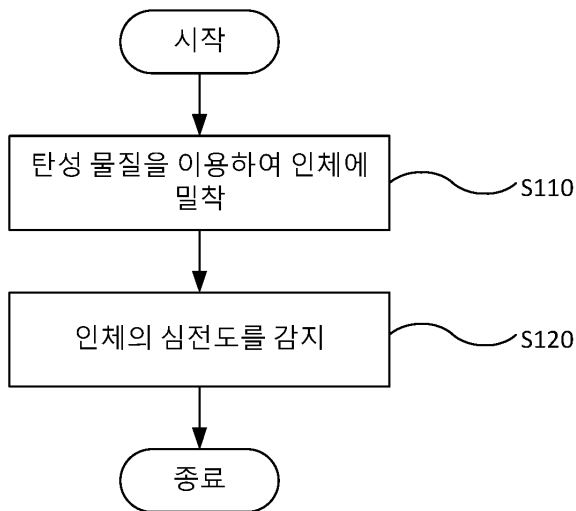 시작
탄성 물질을 이용하여 인체에
밀착
S110
인체의 심전도를 감지
S120
종료